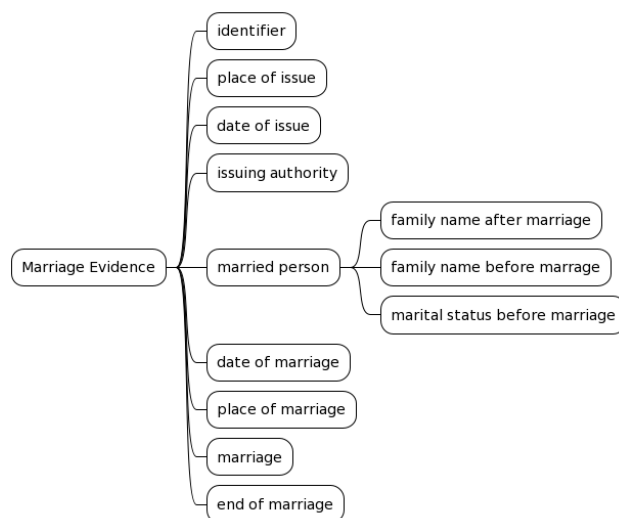 identifier
place of issue
date of issue
issuing authority
Marriage Evidence
married person
family name after marriage
family name before marrage
marital status before marriage
date of marriage
place of marriage
marriage
end of marriage